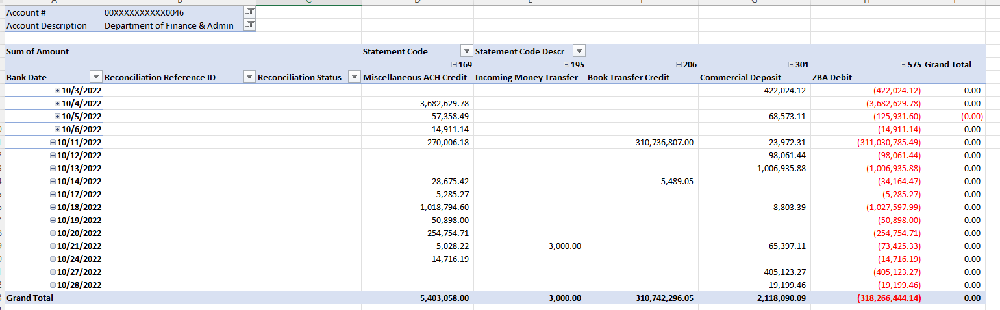 Account # 00XXXXXXXXXX0046
Account Description Department of Finance & Admin
Sum of Amount Statement Code Statement Code Descr
169 195 206 301 575 Grand Total
Bank Date Reconciliation Reference ID Reconciliation Status Miscellaneous ACH Credit Incoming Money Transfer Book Transfer Credit Commercial Deposit ZBA Debit
10/3/2022 422,024.12 (422,024.12) 0.00
10/4/2022 3,682,629.78 (3,682,629.78) 0.00
10/5/2022 57,358.49 68,573.11 (125,931.60) (0.00)
10/6/2022 14,911.14 (14,911.14) 0.00
10/11/2022 270,006.18 310,736,807.00 23,972.31 (311,030,785.49) 0.00
10/12/2022 98,061.44 (98,061.44) 0.00
10/13/2022 1,006,935.88 (1,006,935.88) 0.00
10/14/2022 28,675.42 5,489.05 (34,164.47) 0.00
10/17/2022 5,285.27 (5,285.27) 0.00
10/18/2022 1,018,794.60 8,803.39 (1,027,597.99) 0.00
10/19/2022 50,898.00 (50,898.00) 0.00
10/20/2022 254,754.71 (254,754.71) 0.00
10/21/2022 5,028.22 3,000.00 65,397.11 (73,425.33) 0.00
10/24/2022 14,716.19 (14,716.19) 0.00
10/27/2022 405,123.27 (405,123.27) 0.00
10/28/2022 19,199.46 (19,199.46) 0.00
Grand Total 5,403,058.00 3,000.00 310,742,296.05 2,118,090.09 (318,266,444.14) 0.00